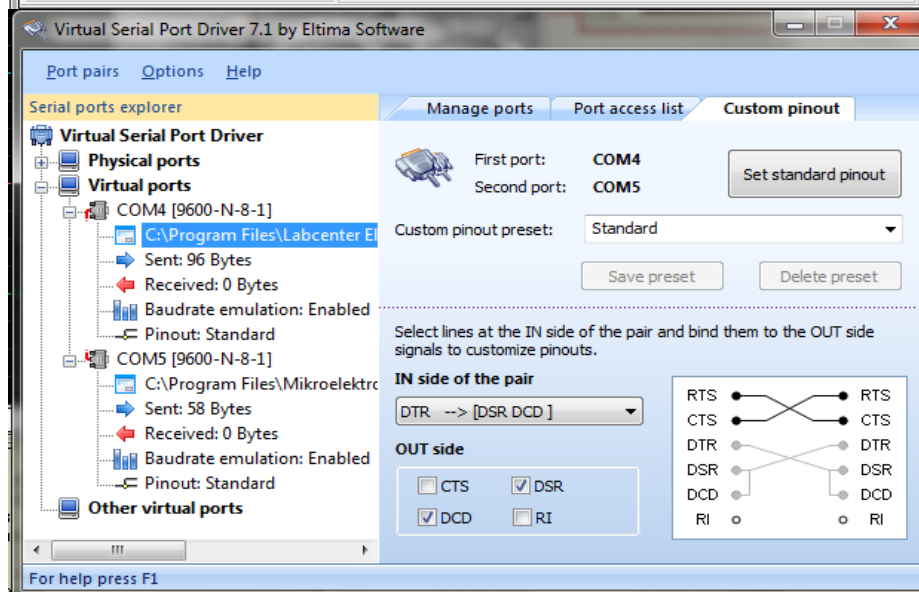 Virtual Serial Port Driver 7.1 by Eltima Software
Port pairs Options Help
Serial ports explorer
Virtual Serial Port Driver
Physical ports
Virtual ports
COM4 [9600-N-8-1]
C:\Program Files\Labcenter El
Sent: 96 Bytes
Received: 0 Bytes
Baudrate emulation: Enabled
Pinout: Standard
COM5 [9600-N-8-1]
C:\Program Files\Mikroelektro
Sent: 58 Bytes
Received: 0 Bytes
Baudrate emulation: Enabled
Pinout: Standard
Other virtual ports
Manage ports Port access list Custom pinout
First port: COM4
Second port: COM5
Set standard pinout
Custom pinout preset: Standard
Save preset Delete preset
Select lines at the IN side of the pair and bind them to the OUT side
signals to customize pinouts.
IN side of the pair
DTR --> [DSR DCD ]
OUT side
CTS DSR
DCD RI
RTS RTS
CTS CTS
DTR DTR
DSR DSR
DCD DCD
RI RI
For help press F1